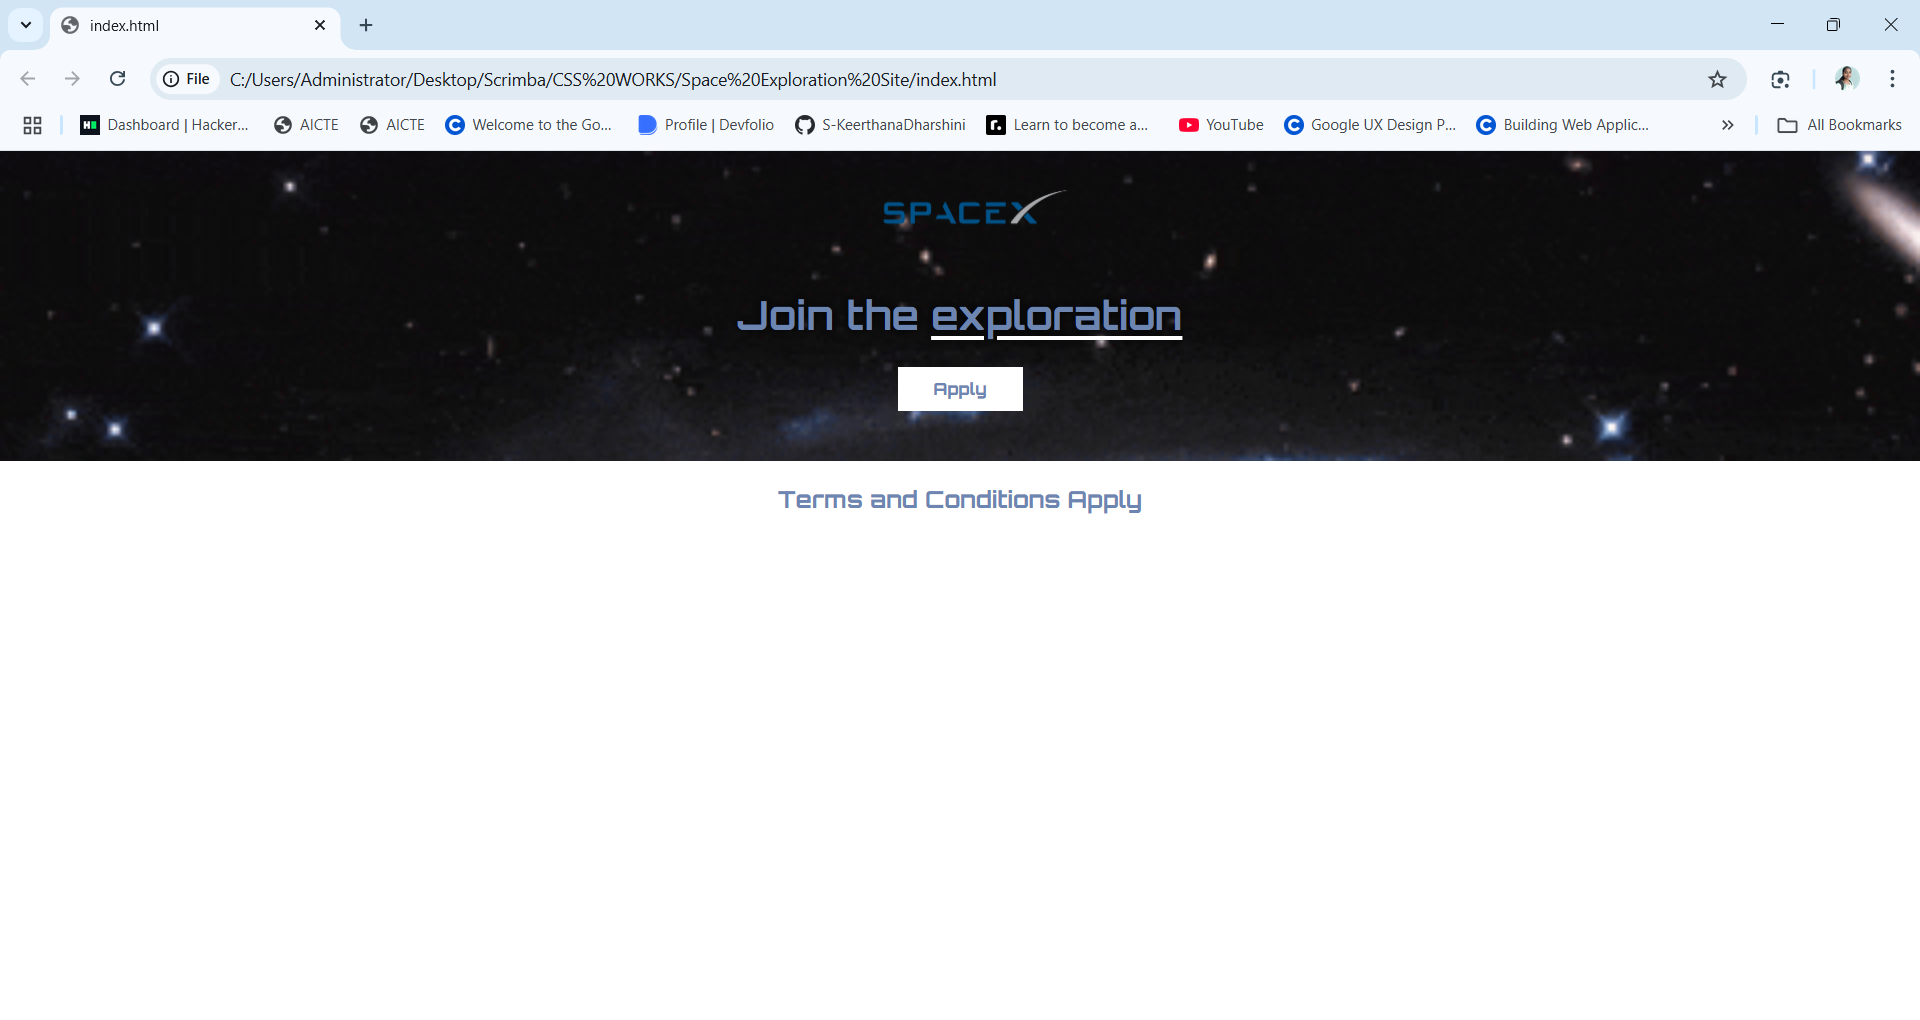 index.html
File
C:/Users/Administrator/Desktop/Scrimba/CSS%20WORKS/Space%20Exploration%20Site/index.html
Dashboard | Hacker... AICTE AICTE Welcome to the Go... Profile | Devfolio S-KeerthanaDharshini Learn to become a... YouTube Google UX Design P... Building Web Applic... » All Bookmarks
SPACEX
Join the exploration
Apply
Terms and Conditions Apply